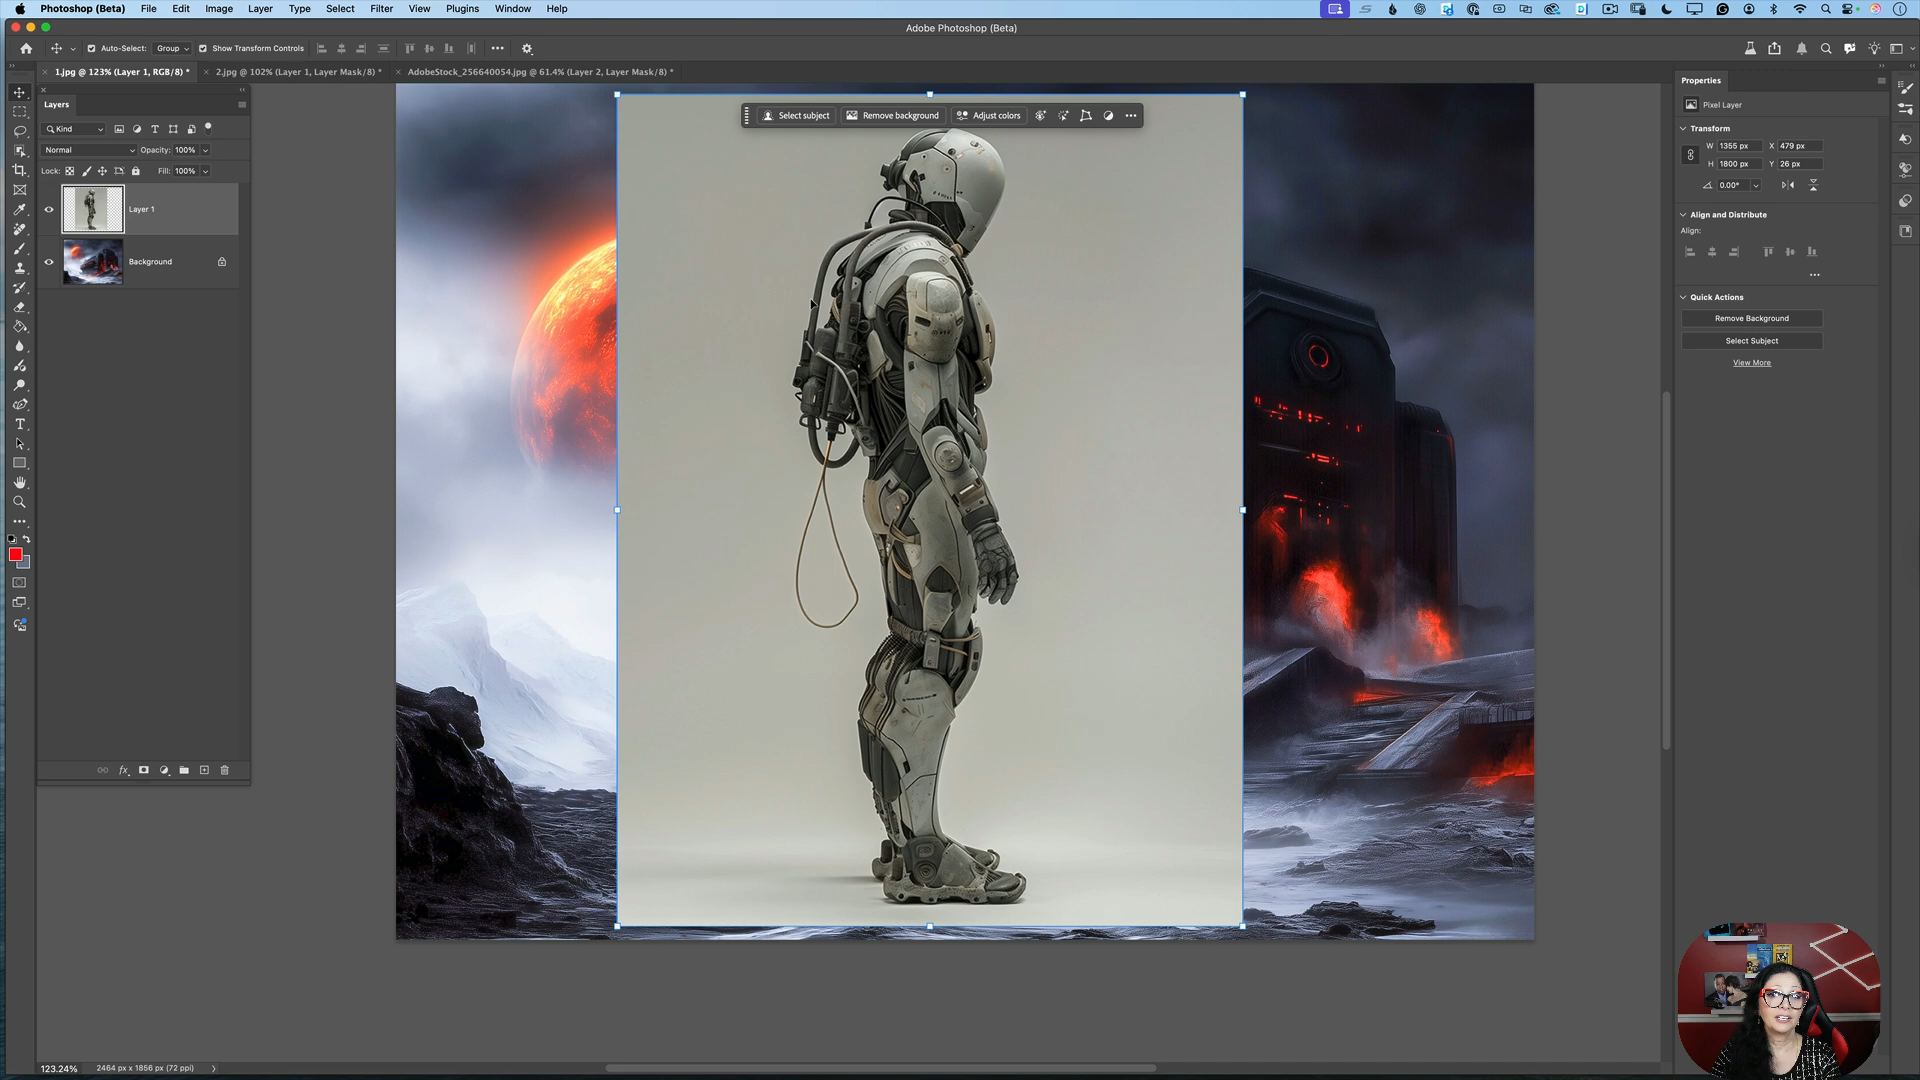 Photoshop (Beta) File Edit Image Layer Type Select Filter View Plugins Window Help
Adobe Photoshop (Beta)
Auto-Select: Group Show Transform Controls
1.jpg @ 123% (Layer 1, RGB/8) * 2.jpg @ 102% (Layer 1, Layer Mask/8) * AdobeStock_256640054.jpg @ 61.4% (Layer 2, Layer Mask/8) *
Layers
Kind
Normal Opacity: 100%
Lock: Fill: 100%
Layer 1
Background
Select subject Remove background Adjust colors
Properties
Pixel Layer
Transform
W 1355 px X 479 px
H 1800 px Y 26 px
0.00°
Align and Distribute
Align:
Quick Actions
Remove Background
Select Subject
View More
123.24% 2464 px x 1856 px (72 ppi)